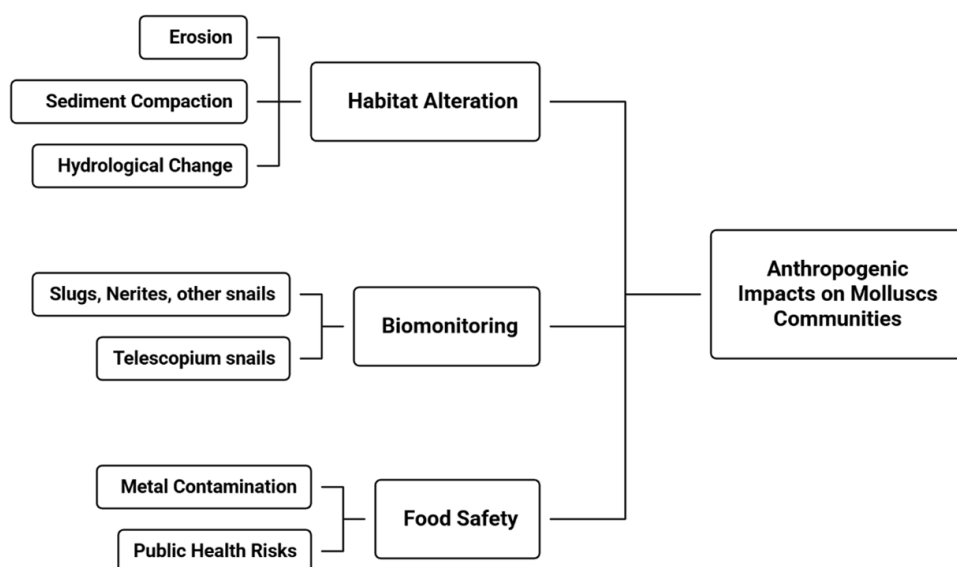 Erosion
Sediment Compaction
Hydrological Change
Habitat Alteration
Slugs, Nerites, other snails
Telescopium snails
Biomonitoring
Metal Contamination
Public Health Risks
Food Safety
Anthropogenic
Impacts on Molluscs
Communities